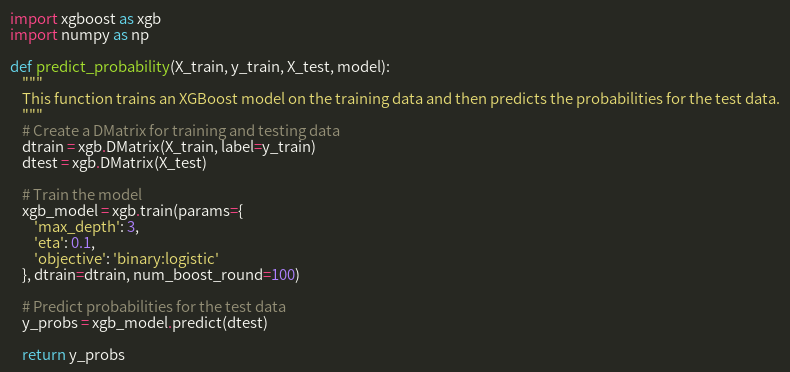 import xgboost as xgb
import numpy as np

def predict_probability(X_train, y_train, X_test, model):
    """
    This function trains an XGBoost model on the training data and then predicts the probabilities for the test data.
    """
    # Create a DMatrix for training and testing data
    dtrain = xgb.DMatrix(X_train, label=y_train)
    dtest = xgb.DMatrix(X_test)

    # Train the model
    xgb_model = xgb.train(params={
        'max_depth': 3,
        'eta': 0.1,
        'objective': 'binary:logistic'
    }, dtrain=dtrain, num_boost_round=100)

    # Predict probabilities for the test data
    y_probs = xgb_model.predict(dtest)

    return y_probs